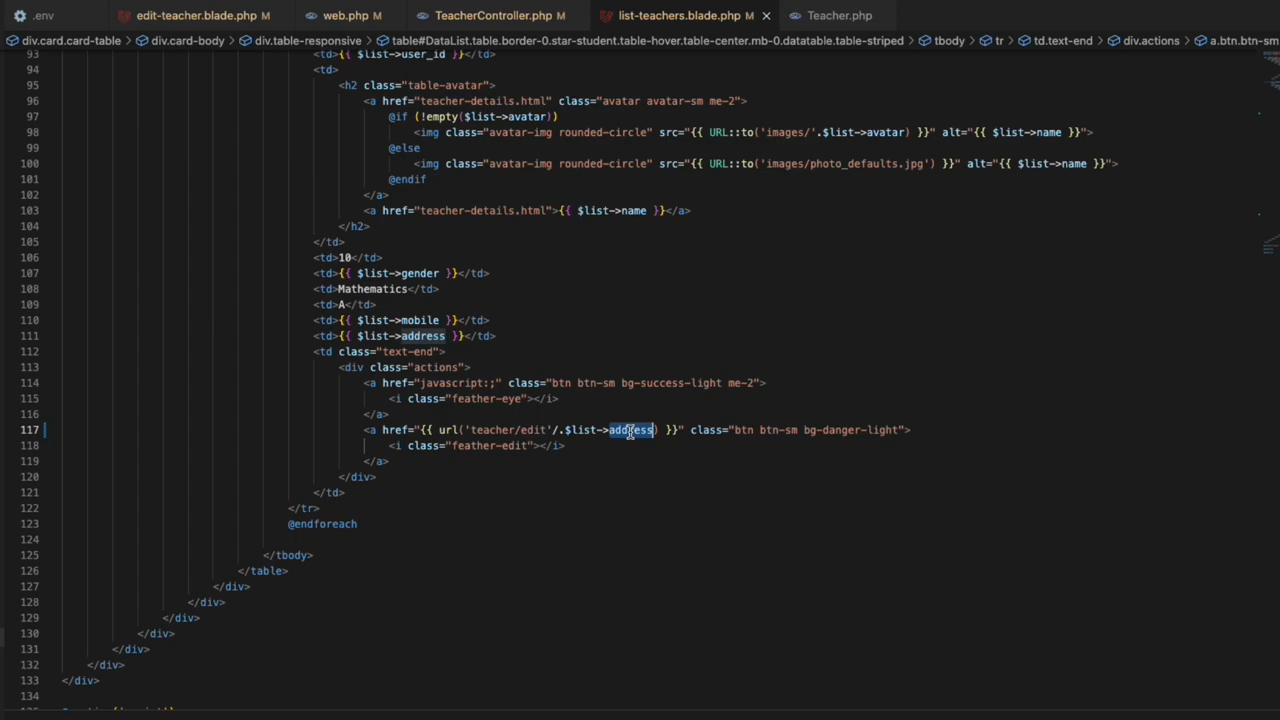 .env edit-teacher.blade.php M web.php M TeacherController.php M list-teachers.blade.php M Teacher.php
div.card.card-table > div.card-body > div.table-responsive > table#DataList.table.border-0.star-student.table-hover.table-center.mb-0.datatable.table-striped > tbody > tr > td.text-end > div.actions > a.btn.btn-sm
93 <td>{{ $list->user_id }}</td>
94 <td>
95 <h2 class="table-avatar">
96 <a href="teacher-details.html" class="avatar avatar-sm me-2">
97 @if (!empty($list->avatar))
98 <img class="avatar-img rounded-circle" src="{{ URL::to('images/'.$list->avatar) }}" alt="{{ $list->name }}">
99 @else
100 <img class="avatar-img rounded-circle" src="{{ URL::to('images/photo_defaults.jpg') }}" alt="{{ $list->name }}">
101 @endif
102 </a>
103 <a href="teacher-details.html">{{ $list->name }}</a>
104 </h2>
105 </td>
106 <td>10</td>
107 <td>{{ $list->gender }}</td>
108 <td>Mathematics</td>
109 <td>A</td>
110 <td>{{ $list->mobile }}</td>
111 <td>{{ $list->address }}</td>
112 <td class="text-end">
113 <div class="actions">
114 <a href="javascript:;" class="btn btn-sm bg-success-light me-2">
115 <i class="feather-eye"></i>
116 </a>
117 <a href="{{ url('teacher/edit'/.$list->address) }}" class="btn btn-sm bg-danger-light">
118 <i class="feather-edit"></i>
119 </a>
120 </div>
121 </td>
122 </tr>
123 @endforeach
124
125 </tbody>
126 </table>
127 </div>
128 </div>
129 </div>
130 </div>
131 </div>
132 </div>
133 </div>
134